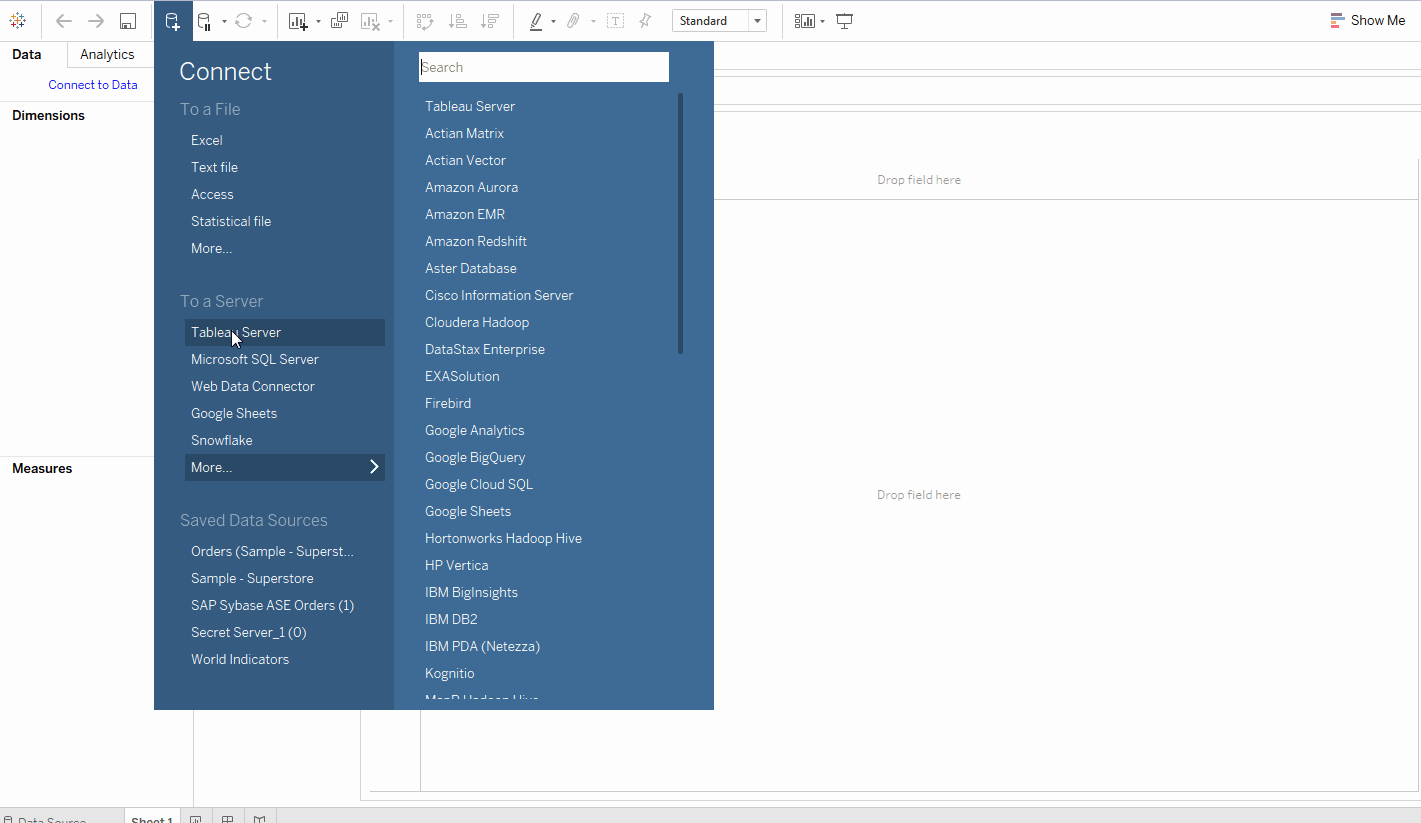 Standard
Show Me
Data
Analytics
Connect to Data
Dimensions
Measures
Connect
To a File
Excel
Text file
Access
Statistical file
More...
To a Server
Tableau Server
Microsoft SQL Server
Web Data Connector
Google Sheets
Snowflake
More...
Saved Data Sources
Orders (Sample - Superst...
Sample - Superstore
SAP Sybase ASE Orders (1)
Secret Server_1 (0)
World Indicators
Search
Tableau Server
Actian Matrix
Actian Vector
Amazon Aurora
Amazon EMR
Amazon Redshift
Aster Database
Cisco Information Server
Cloudera Hadoop
DataStax Enterprise
EXASolution
Firebird
Google Analytics
Google BigQuery
Google Cloud SQL
Google Sheets
Hortonworks Hadoop Hive
HP Vertica
IBM BigInsights
IBM DB2
IBM PDA (Netezza)
Kognitio
MapR Hadoop Hive
Drop field here
Drop field here
Data Source
Sheet 1